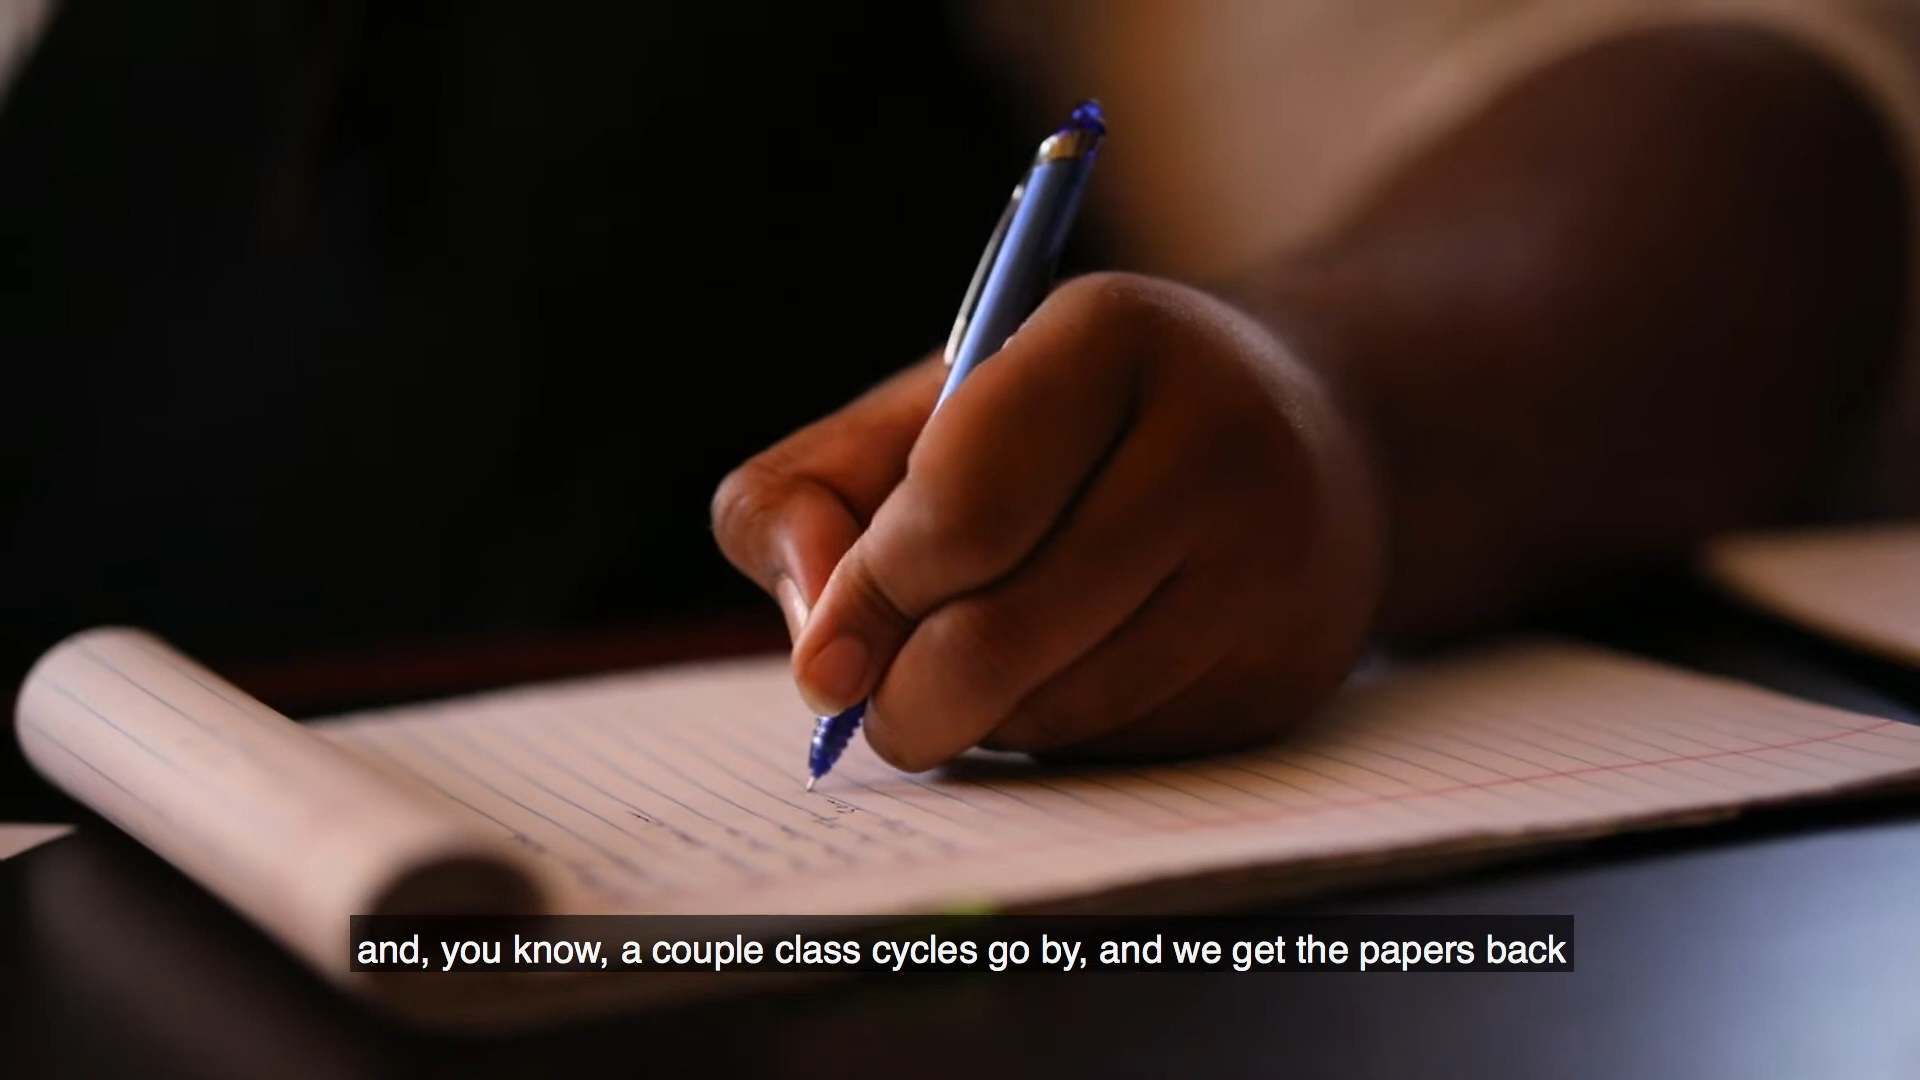 and, you know, a couple class cycles go by, and we get the papers back